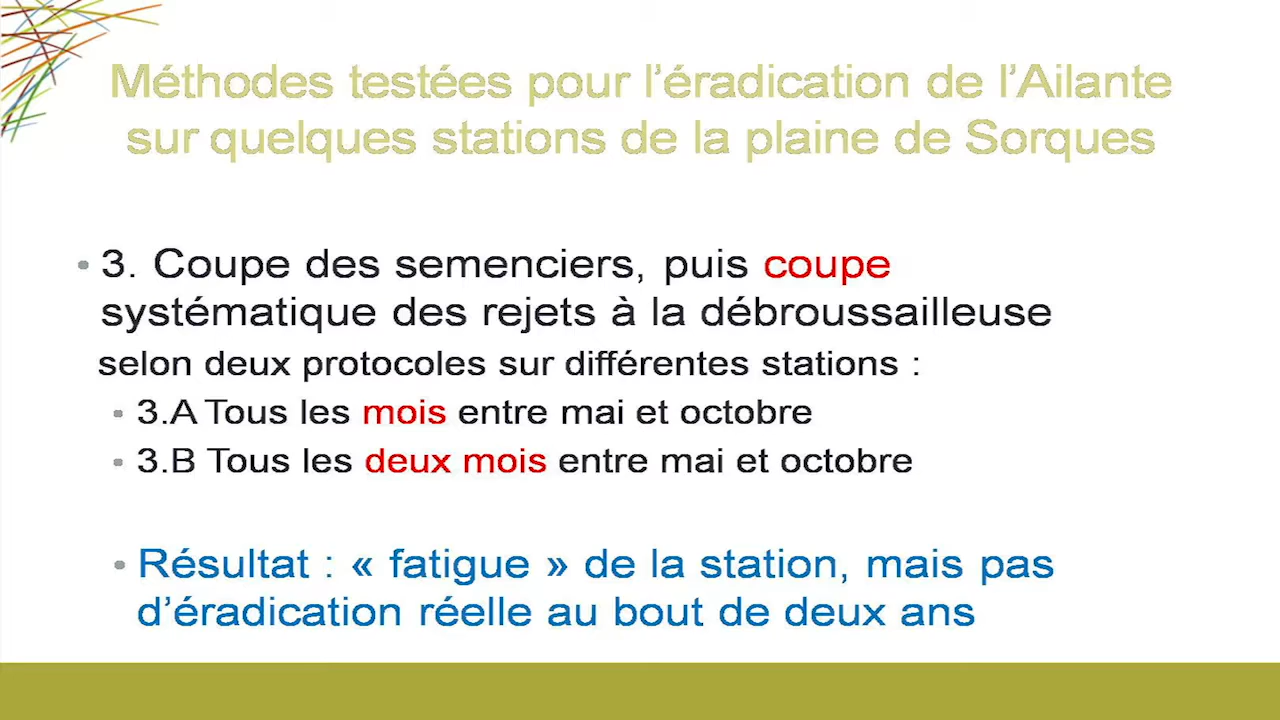 Méthodes testées pour l’éradication de l’Ailante
sur quelques stations de la plaine de Sorques
• 3. Coupe des semenciers, puis coupe
systématique des rejets à la débroussailleuse
selon deux protocoles sur différentes stations :
• 3.A Tous les mois entre mai et octobre
• 3.B Tous les deux mois entre mai et octobre
• Résultat : « fatigue » de la station, mais pas
d’éradication réelle au bout de deux ans